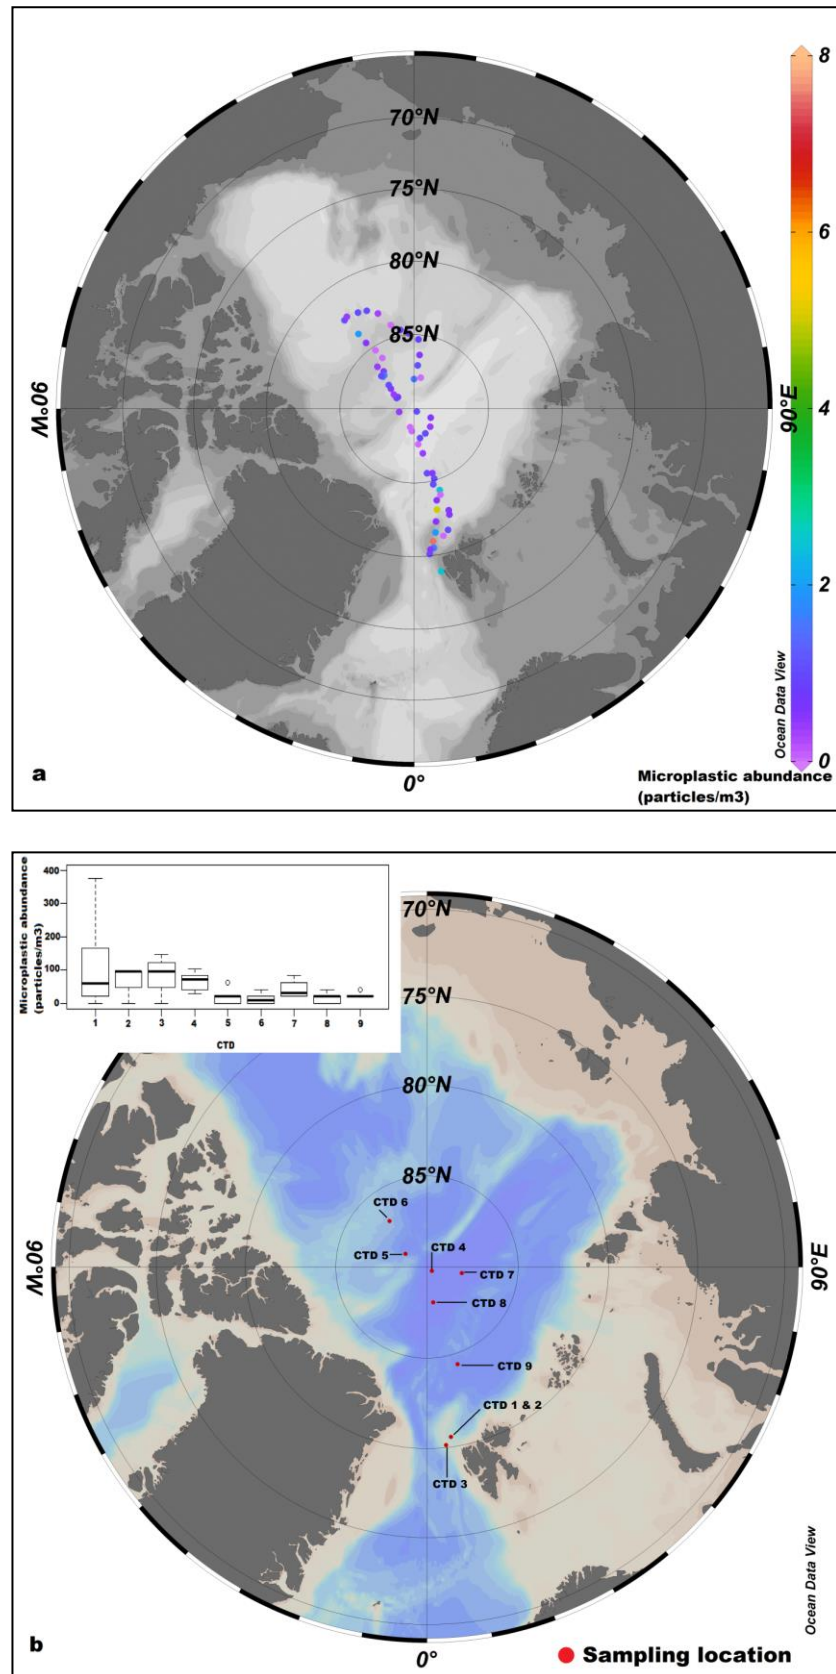 8
70°N
75°N
80°N
6
85°N
90°W
90°E
4
2
Ocean Data View
0
a
0°
Microplastic abundance
(particles/m3)
Microplastic abundance
(particles/m3)
400
300
200
100
0
1 2 3 4 5 6 7 8 9
CTD
70°N
75°N
80°N
85°N
CTD 6
CTD 4
CTD 5
CTD 7
90°W
90°E
CTD 8
CTD 9
CTD 1 & 2
CTD 3
Ocean Data View
b
0°
Sampling location